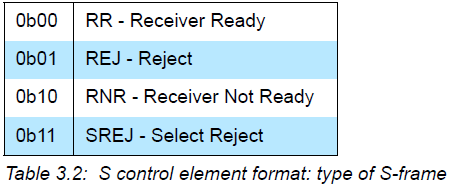 0b00 RR - Receiver Ready
0b01 REJ - Reject
0b10 RNR - Receiver Not Ready
0b11 SREJ - Select Reject
Table 3.2: S control element format: type of S-frame